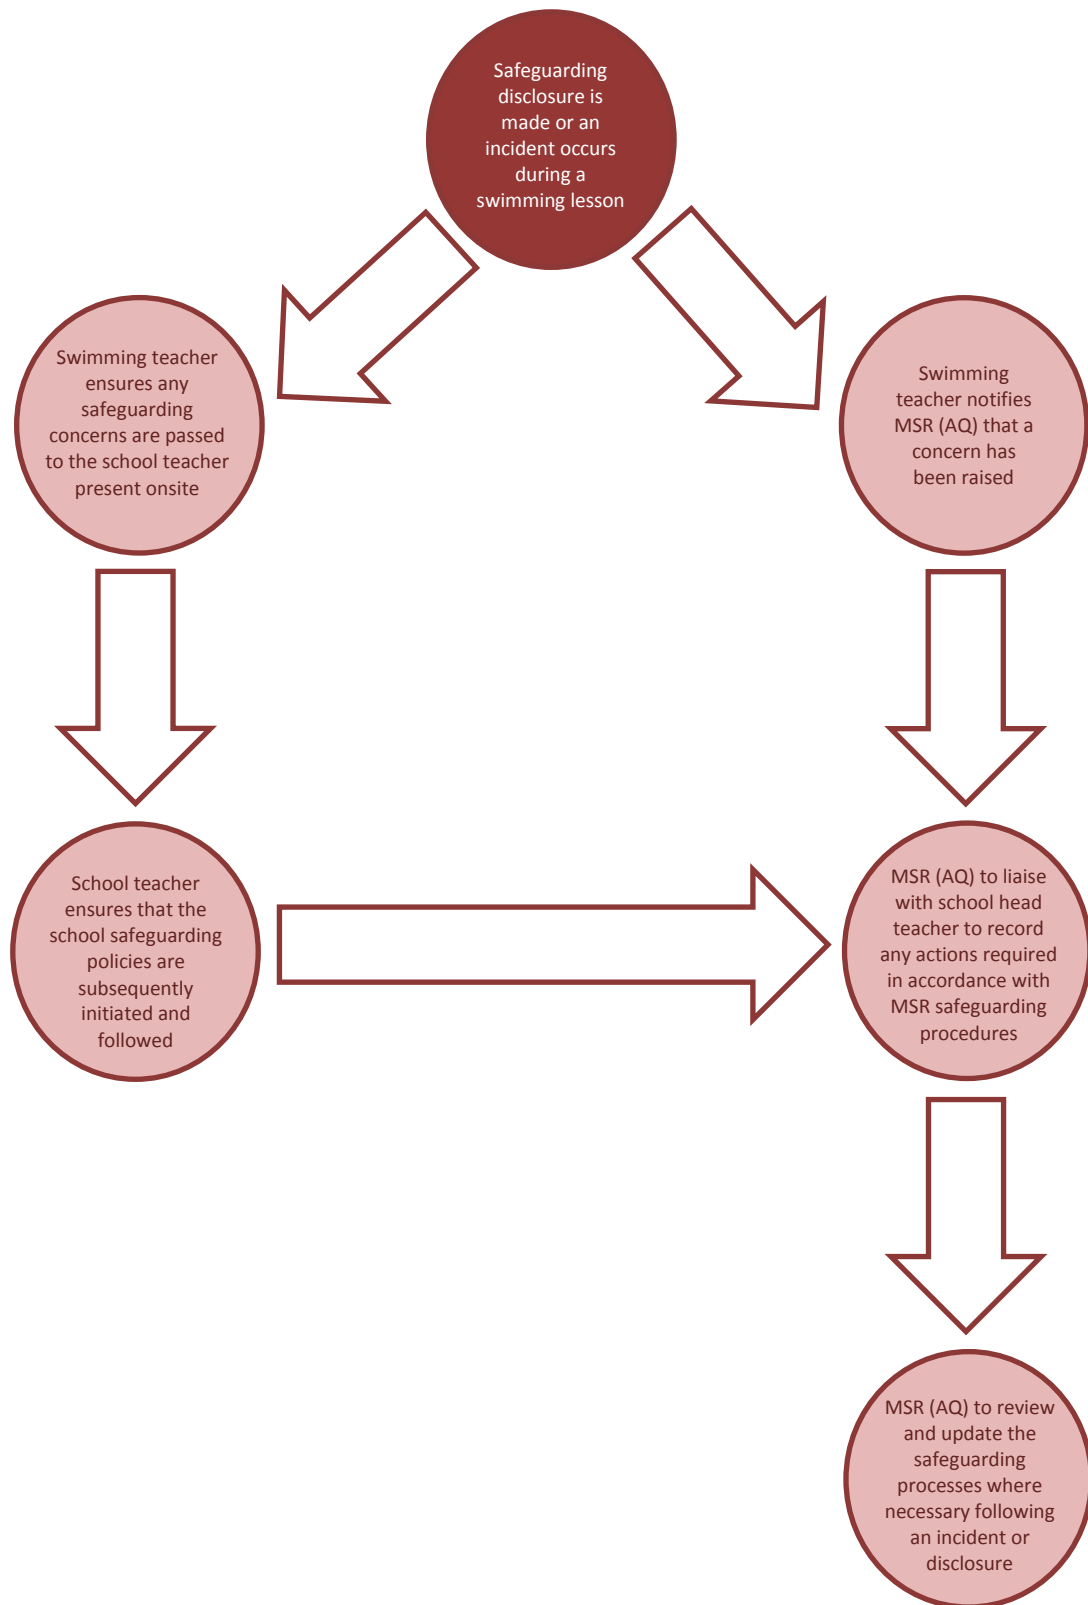 Safeguarding
disclosure is
made or an
incident occurs
during a
swimming lesson
Swimming teacher
ensures any
safeguarding
concerns are passed
to the school teacher
present onsite
Swimming
teacher notifies
MSR (AQ) that a
concern has
been raised
School teacher
ensures that the
school safeguarding
policies are
subsequently
initiated and
followed
MSR (AQ) to liaise
with school head
teacher to record
any actions required
in accordance with
MSR safeguarding
procedures
MSR (AQ) to review
and update the
safeguarding
processes where
necessary following
an incident or
disclosure